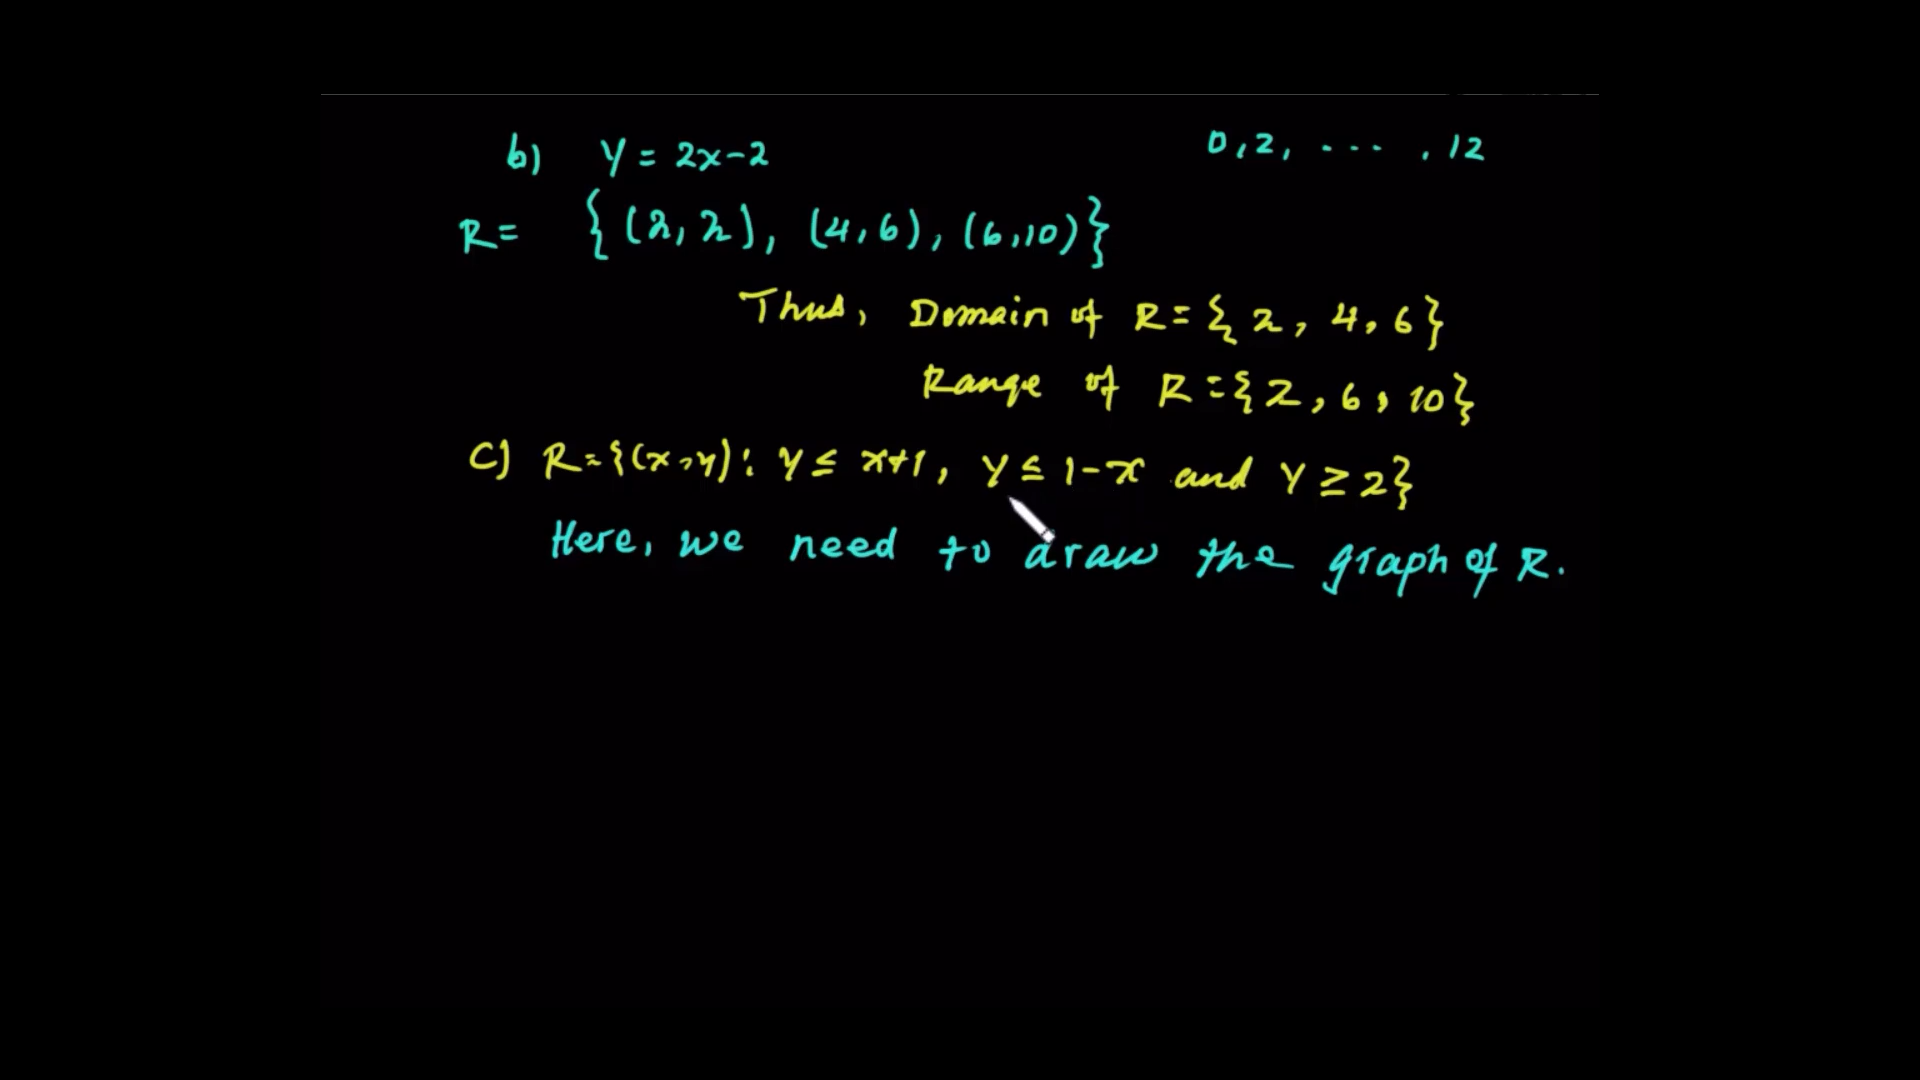 b) y = 2x-2 0,2, ... , 12
R= {(2,2), (4,6), (6,10)}
Thus, Domain of R={2, 4, 6}
Range of R={2, 6, 10}
C) R={(x,y): y ≤ x+1, y ≤ 1-x and y ≥ 2}
Here, we need to draw the graph of R.